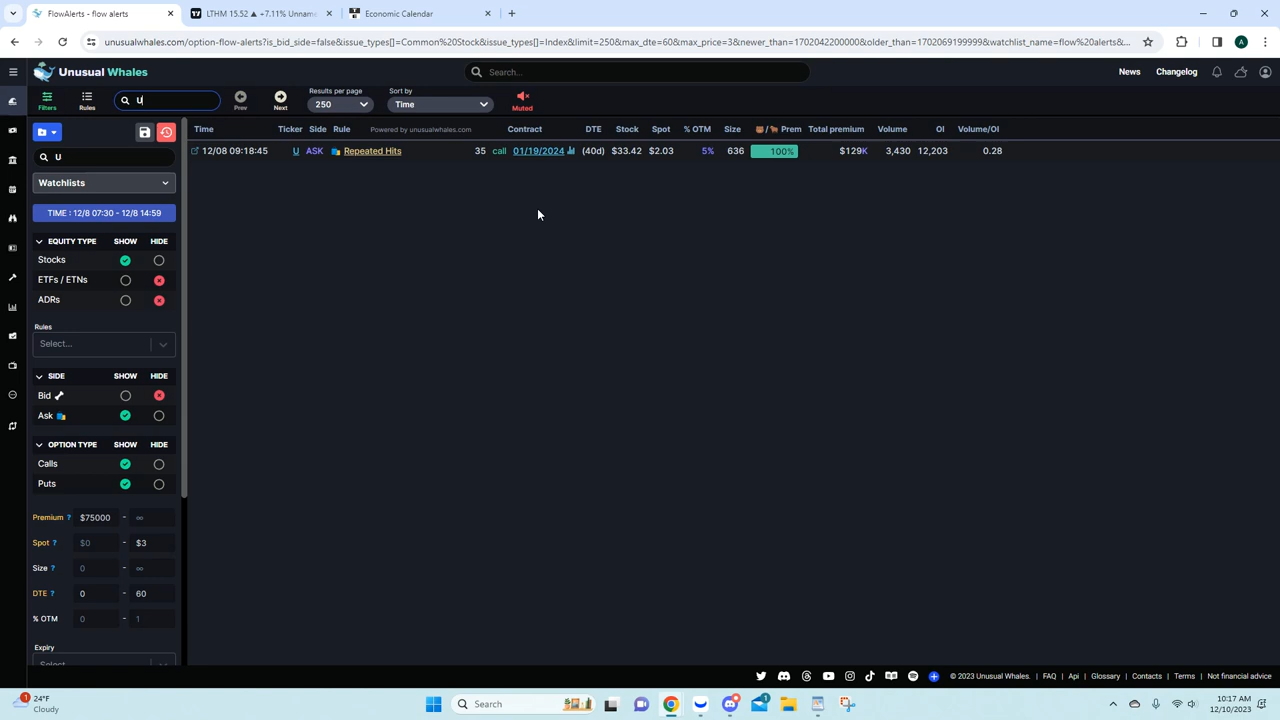 FlowAlerts - flow alerts
LTHM 15.52 ▲ +7.11% Unname
Economic Calendar
unusualwhales.com/option-flow-alerts?is_bid_side=false&issue_types[]=Common%20Stock&issue_types[]=Index&limit=250&max_dte=60&max_price=3&newer_than=1702042200000&older_than=1702069199999&watchlist_name=flow%20alerts&...
A
Unusual Whales
Search...
News
Changelog
Filters
Rules
U
Prev
Next
Results per page
250
Sort by
Time
Muted
Time Ticker Side Rule Powered by unusualwhales.com Contract DTE Stock Spot % OTM Size 🐻/🐂 Prem Total premium Volume OI Volume/OI
12/08 09:18:45 U ASK Repeated Hits 35 call 01/19/2024 (40d) $33.42 $2.03 5% 636 100% $129K 3,430 12,203 0.28
U
Watchlists
TIME : 12/8 07:30 - 12/8 14:59
EQUITY TYPE SHOW HIDE
Stocks
ETFs / ETNs
ADRs
Rules
Select...
SIDE SHOW HIDE
Bid
Ask
OPTION TYPE SHOW HIDE
Calls
Puts
Premium ? $75000 - ∞
Spot ? $0 - $3
Size ? 0 - ∞
DTE ? 0 - 60
% OTM 0 - 1
Expiry
Select
© 2023 Unusual Whales. | FAQ | Api | Glossary | Contacts | Terms | Not financial advice
1
24°F
Cloudy
Search
1
10:17 AM
12/10/2023